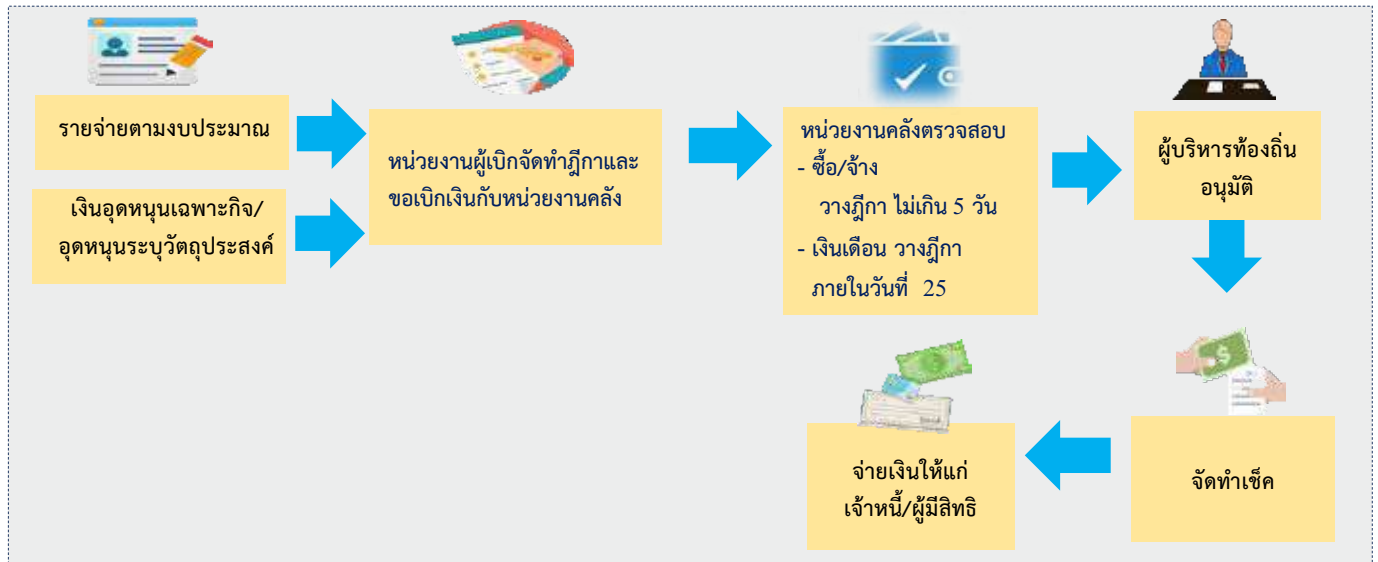 รายจ่ายตามงบประมาณ
เงินอุดหนุนเฉพาะกิจ/
อุดหนุนระบุวัตถุประสงค์
หน่วยงานผู้เบิกจัดทำฎีกาและ
ขอเบิกเงินกับหน่วยงานคลัง
หน่วยงานคลังตรวจสอบ
- ซื้อ/จ้าง
วางฎีกา ไม่เกิน 5 วัน
- เงินเดือน วางฎีกา
ภายในวันที่ 25
ผู้บริหารท้องถิ่น
อนุมัติ
จัดทำเช็ค
จ่ายเงินให้แก่
เจ้าหนี้/ผู้มีสิทธิ